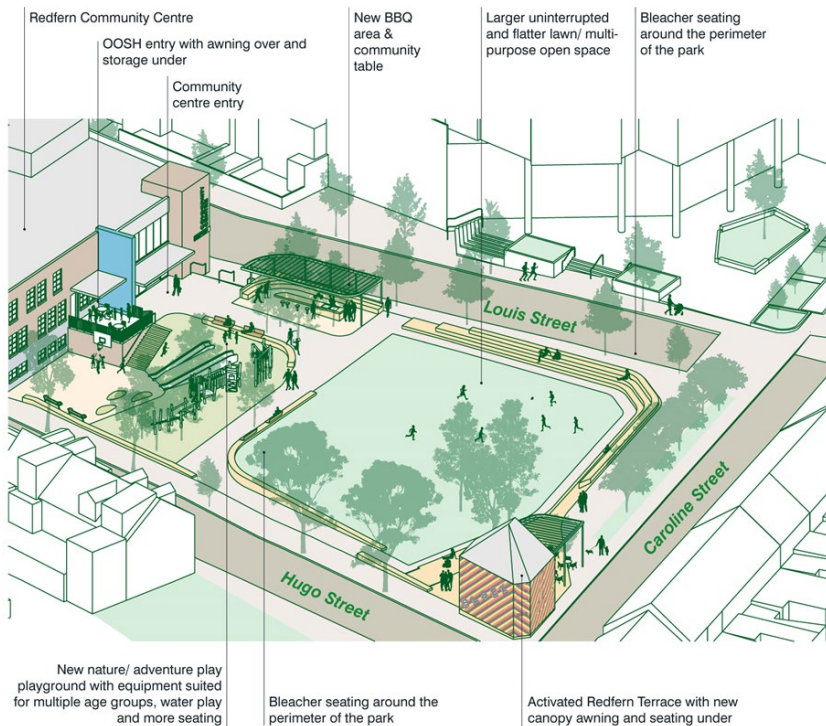 Redfern Community Centre
OOSH entry with awning over and
storage under
Community
centre entry
New BBQ
area &
community
table
Larger uninterrupted
and flatter lawn/ multi-
purpose open space
Bleacher seating
around the perimeter
of the park
Louis Street
Caroline Street
Hugo Street
New nature/ adventure play
playground with equipment suited
for multiple age groups, water play
and more seating
Bleacher seating around the
perimeter of the park
Activated Redfern Terrace with new
canopy awning and seating under